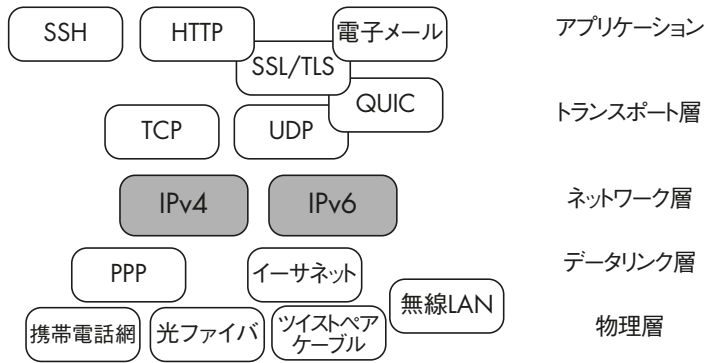 SSH
HTTP
電子メール
アプリケーション
SSL/TLS
QUIC
トランスポート層
TCP
UDP
IPv4
IPv6
ネットワーク層
PPP
イーサネット
データリンク層
無線LAN
携帯電話網
光ファイバ
ツイストペア
ケーブル
物理層